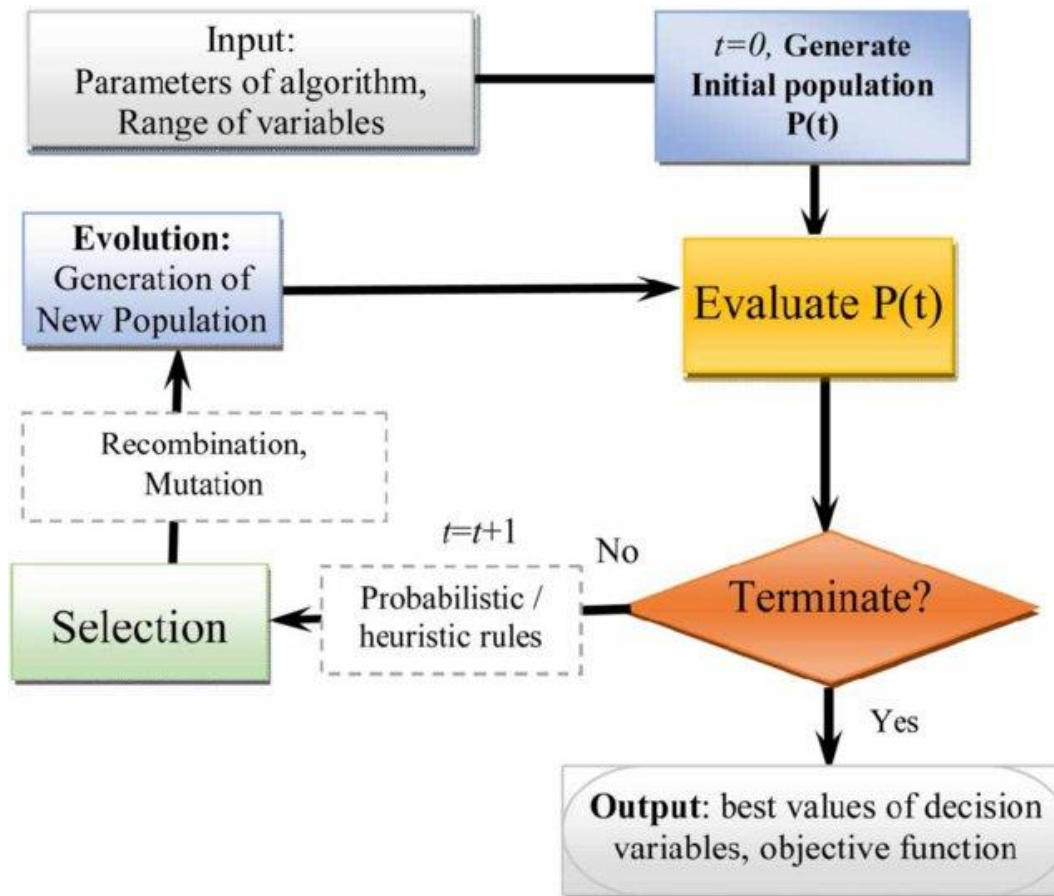 Input:
Parameters of algorithm,
Range of variables
t=0, Generate
Initial population
P(t)
Evolution:
Generation of
New Population
Evaluate P(t)
Recombination,
Mutation
t=t+1
No
Probabilistic /
heuristic rules
Selection
Terminate?
Yes
Output: best values of decision
variables, objective function